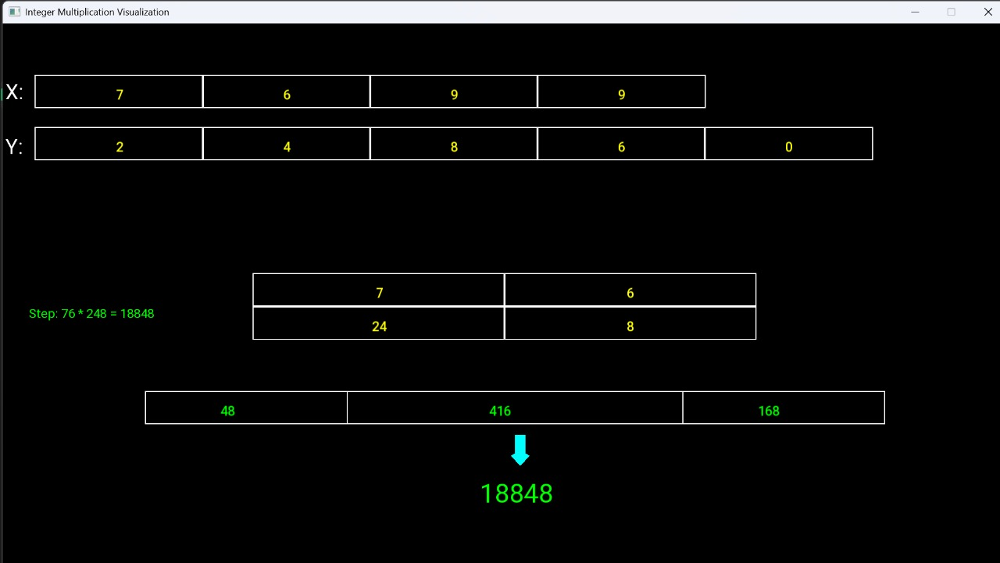 Integer Multiplication Visualization
X: 7 6 9 9
Y: 2 4 8 6 0
7 6
Step: 76 * 248 = 18848
24 8
48 416 168
18848